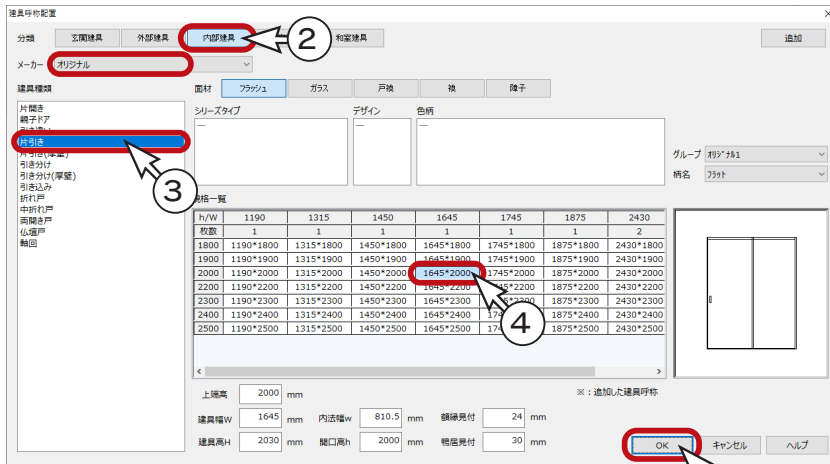 建具呼称配置
分類 玄関建具 外部建具 内部建具 和室建具 追加
②
メーカー オリジナル
建具種類 面材 フラッシュ ガラス 戸襖 襖 障子
片開き
親子ドア
引き違い
片引き
片引き(厚壁)
引き分け
引き分け(厚壁)
引き込み
折れ戸
中折れ戸
両開き戸
仏壇戸
軸回
③
シリーズタイプ デザイン 色柄
― ― ―
グループ オリジナル1
柄名 フラット
規格一覧
h/W 1190 1315 1450 1645 1745 1875 2430
枚数 1 1 1 1 1 1 2
1800 1190*1800 1315*1800 1450*1800 1645*1800 1745*1800 1875*1800 2430*1800
1900 1190*1900 1315*1900 1450*1900 1645*1900 1745*1900 1875*1900 2430*1900
2000 1190*2000 1315*2000 1450*2000 1645*2000 1745*2000 1875*2000 2430*2000
2200 1190*2200 1315*2200 1450*2200 1645*2200 1745*2200 1875*2200 2430*2200
2300 1190*2300 1315*2300 1450*2300 1645*2300 1745*2300 1875*2300 2430*2300
2400 1190*2400 1315*2400 1450*2400 1645*2400 174 1875*2400 2430*2400
2500 1190*2500 1315*2500 1450*2500 1645*2500 174 1875*2500 2430*2500
④
上端高 2000 mm ※：追加した建具呼称
建具幅W 1645 mm 内法幅w 810.5 mm 額縁見付 24 mm
建具高H 2030 mm 開口高h 2000 mm 鴨居見付 30 mm
OK キャンセル ヘルプ